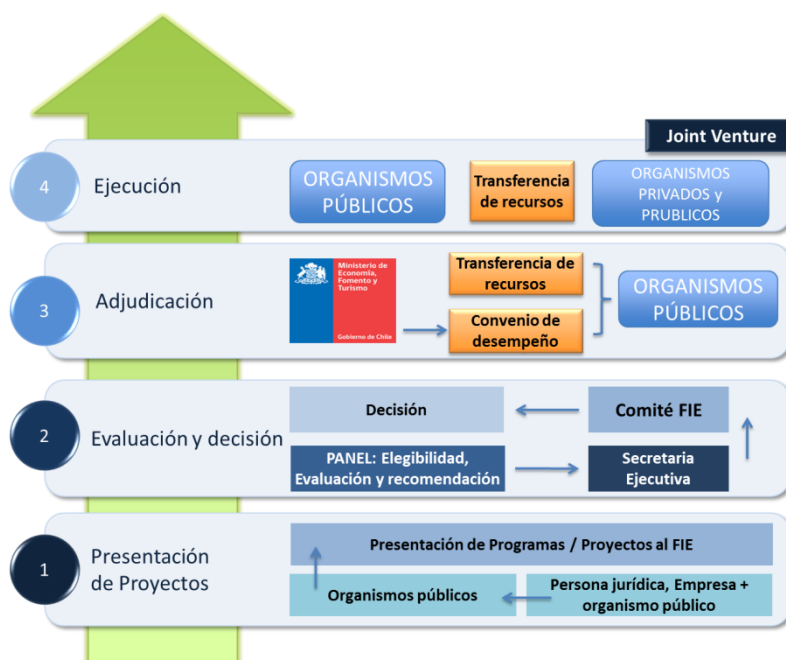 Joint Venture
4
Ejecución
ORGANISMOS
PÚBLICOS
Transferencia
de recursos
ORGANISMOS
PRIVADOS y
PRUBLICOS
3
Adjudicación
Ministerio de
Economía,
Fomento y
Turismo
Gobierno de Chile
Transferencia de
recursos
Convenio de
desempeño
ORGANISMOS
PÚBLICOS
2
Evaluación y decisión
Decisión
Comité FIE
PANEL: Elegibilidad,
Evaluación y recomendación
Secretaria
Ejecutiva
1
Presentación
de Proyectos
Presentación de Programas / Proyectos al FIE
Organismos públicos
Persona jurídica, Empresa +
organismo público